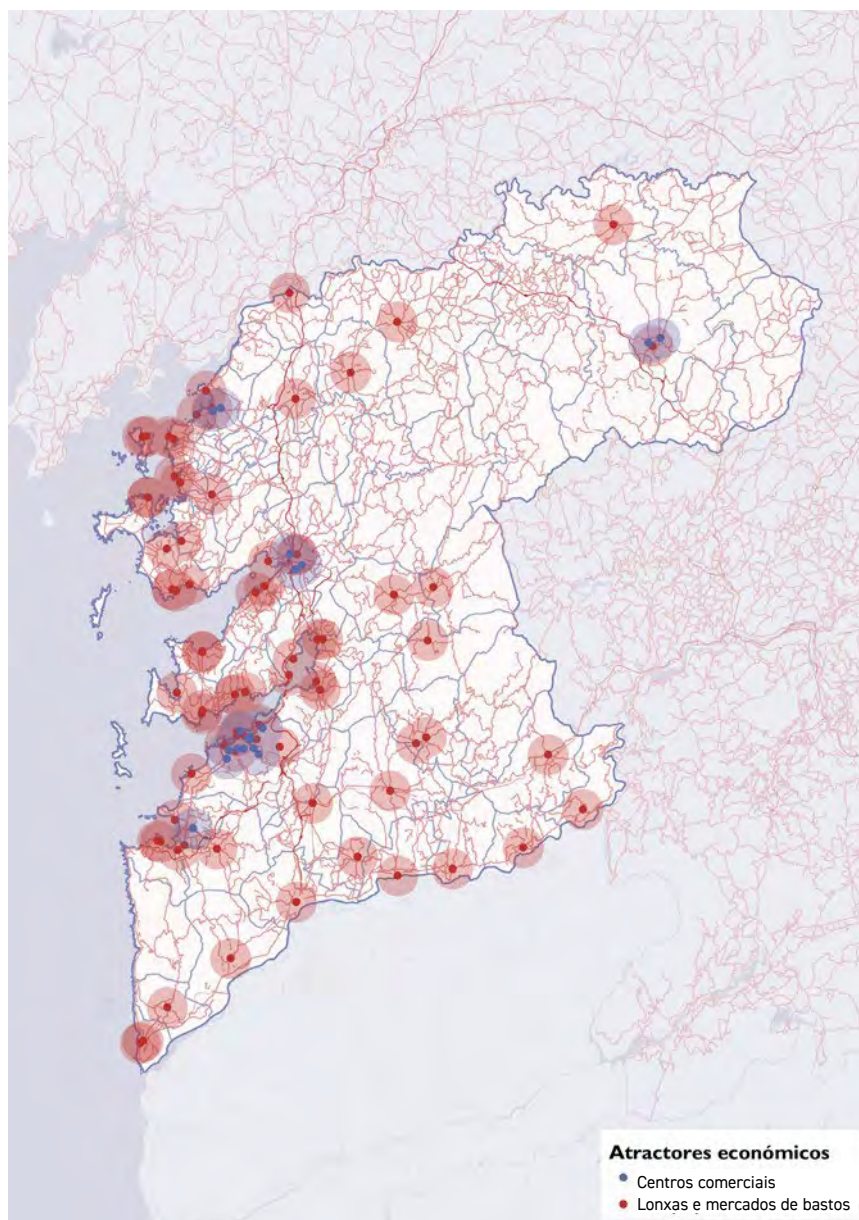 Atractores económicos
Centros comerciais
Lonxas e mercados de bastos